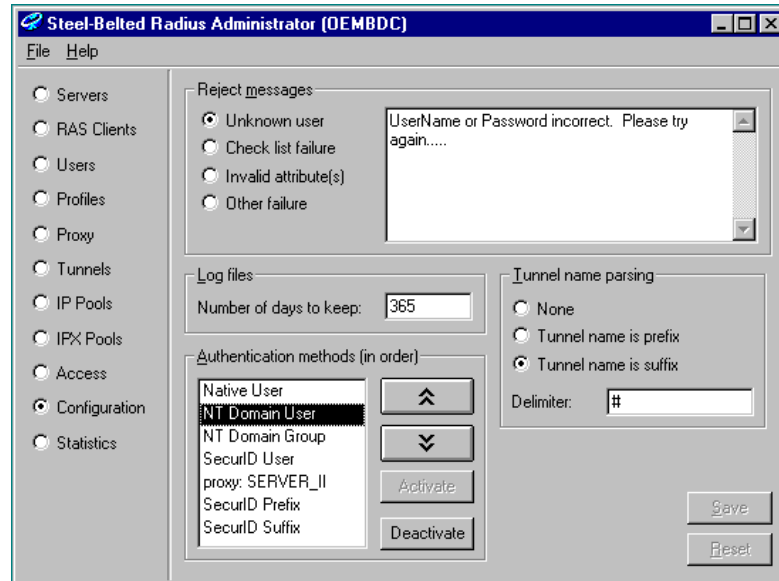 Steel-Belted Radius Administrator (OEMBDC)
File Help
Servers
RAS Clients
Users
Profiles
Proxy
Tunnels
IP Pools
IPX Pools
Access
Configuration
Statistics
Reject messages
Unknown user
Check list failure
Invalid attribute(s)
Other failure
UserName or Password incorrect. Please try
again.....
Log files
Number of days to keep: 365
Authentication methods (in order)
Native User
NT Domain User
NT Domain Group
SecurID User
proxy: SERVER_II
SecurID Prefix
SecurID Suffix
Activate
Deactivate
Tunnel name parsing
None
Tunnel name is prefix
Tunnel name is suffix
Delimiter: #
Save
Reset